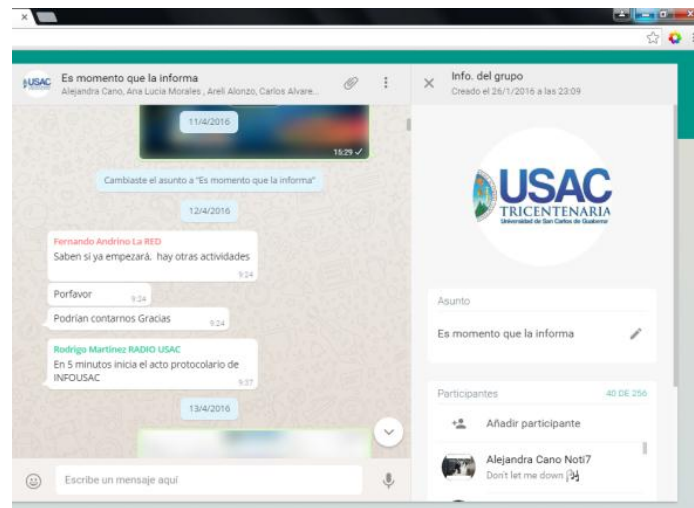 USAC
Es momento que la informa
Alejandra Cano, Ana Lucia Morales , Areli Alonzo, Carlos Alvare...
11/4/2016
15:29
Cambiaste el asunto a "Es momento que la informa"
12/4/2016
Fernando Andrino La RED
Saben si ya empezará. hay otras actividades
9:24
Porfavor
9:24
Podrían contarnos Gracias
9:24
Rodrigo Martinez RADIO USAC
En 5 minutos inicia el acto protocolario de
INFOUSAC
9:37
13/4/2016
Escribe un mensaje aquí
Info. del grupo
Creado el 26/1/2016 a las 23:09
USAC
TRICENTENARIA
Universidad de San Carlos de Guatemala
Asunto
Es momento que la informa
Participantes
40 DE 256
Añadir participante
Alejandra Cano Noti7
Don't let me down